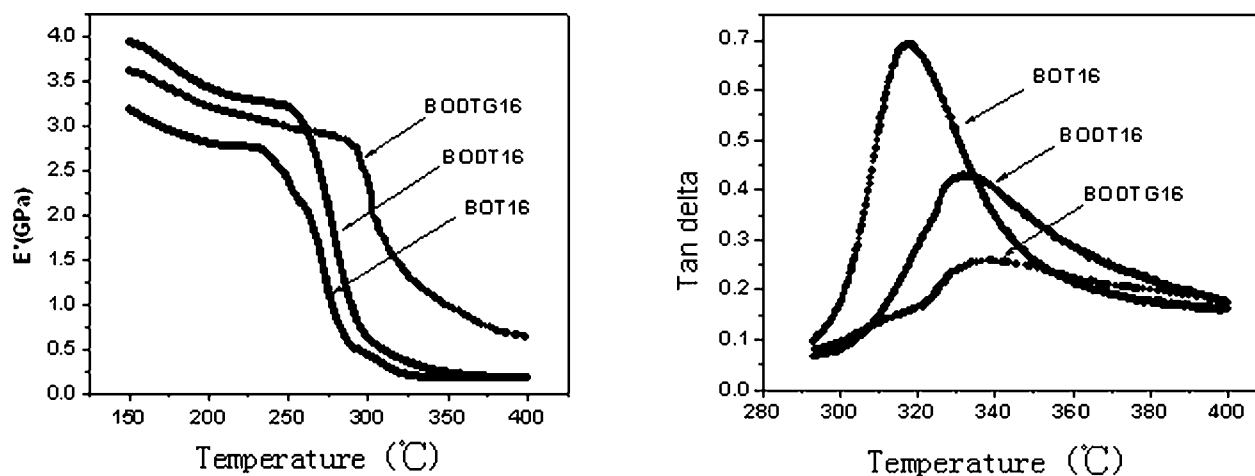 4.0
3.5
3.0
2.5
2.0
1.5
1.0
0.5
0.0
E'(GPa)
BODTG16
BODT16
BOT16
150 200 250 300 350 400
Temperature (℃)
0.7
0.6
0.5
0.4
0.3
0.2
0.1
0.0
Tan delta
BOT16
BODT16
BODTG16
280 300 320 340 360 380 400
Temperature (℃)